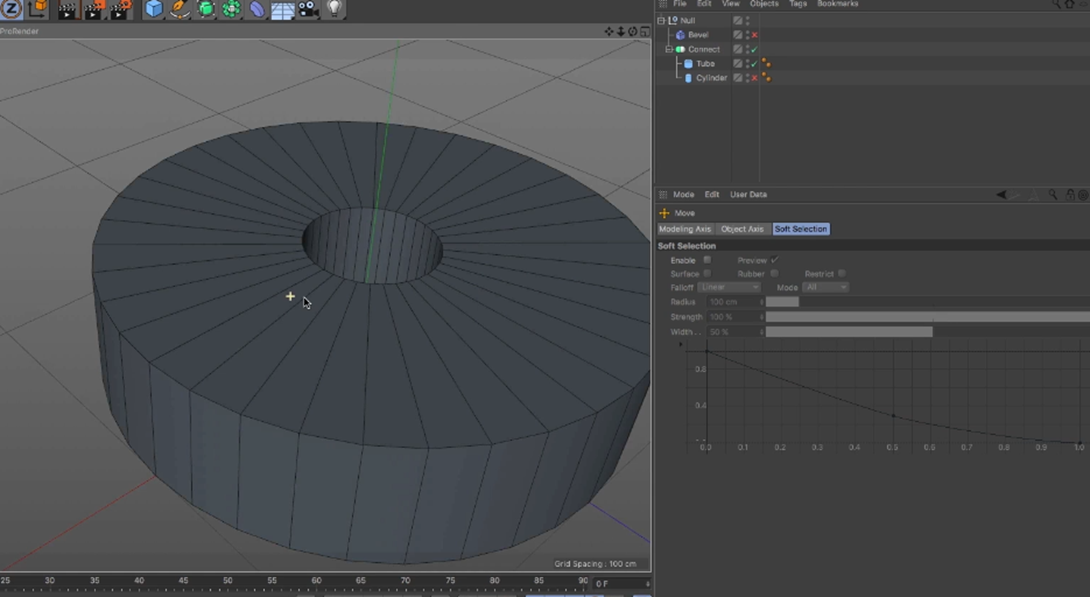 File Edit View Objects Tags Bookmarks
ProRender
Null
Bevel
Connect
Tube
Cylinder
Mode Edit User Data
Move
Modeling Axis Object Axis Soft Selection
Soft Selection
Enable Preview
Surface Rubber Restrict
Falloff Linear Mode All
Radius 100 cm
Strength 100 %
Width . . 50 %
0.8
0.4
0.0 0.1 0.2 0.3 0.4 0.5 0.6 0.7 0.8 0.9 1.0
Grid Spacing : 100 cm
25 30 35 40 45 50 55 60 65 70 75 80 85 90 0 F